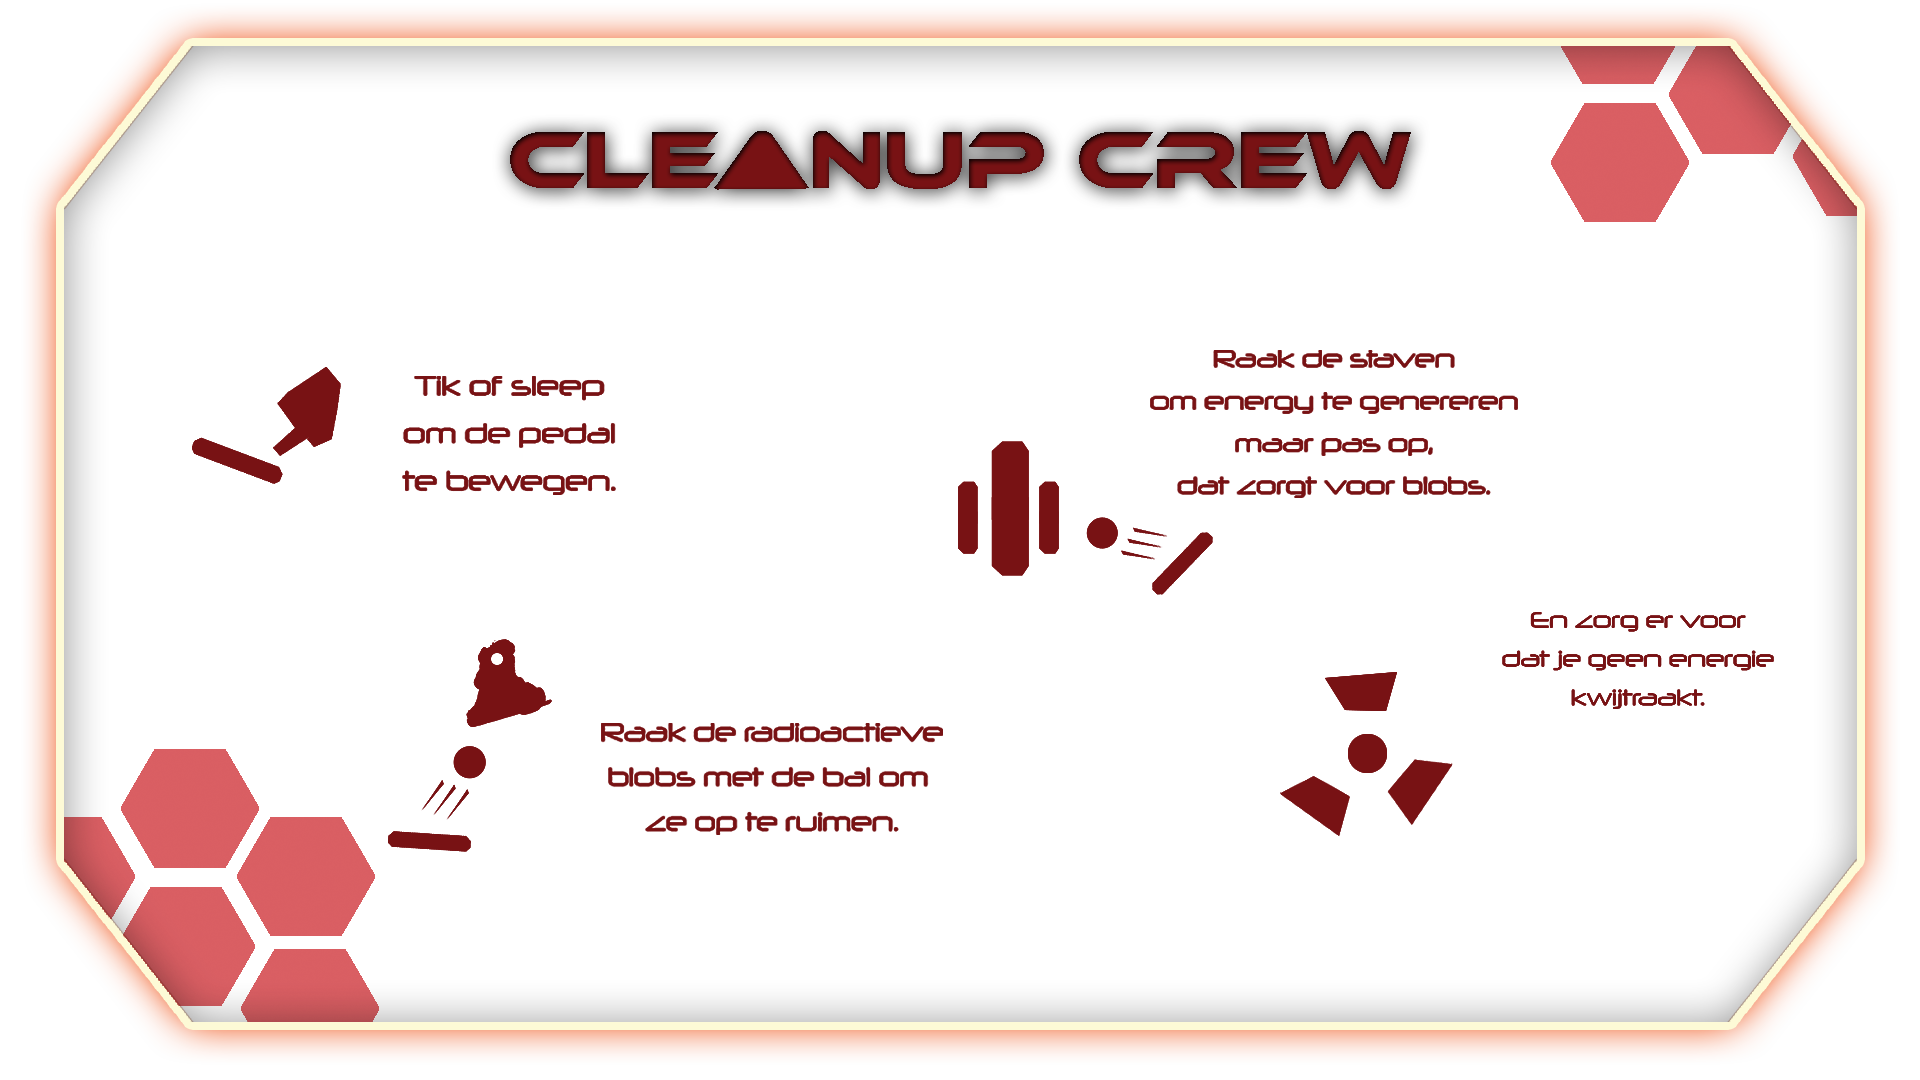 CLEANUP CREW
Tik of sleep
om de pedal
te bewegen.
Raak de staven
om energy te genereren
maar pas op,
dat zorgt voor blobs.
Raak de radioactieve
blobs met de bal om
ze op te ruimen.
En zorg er voor
dat je geen energie
kwijtraakt.